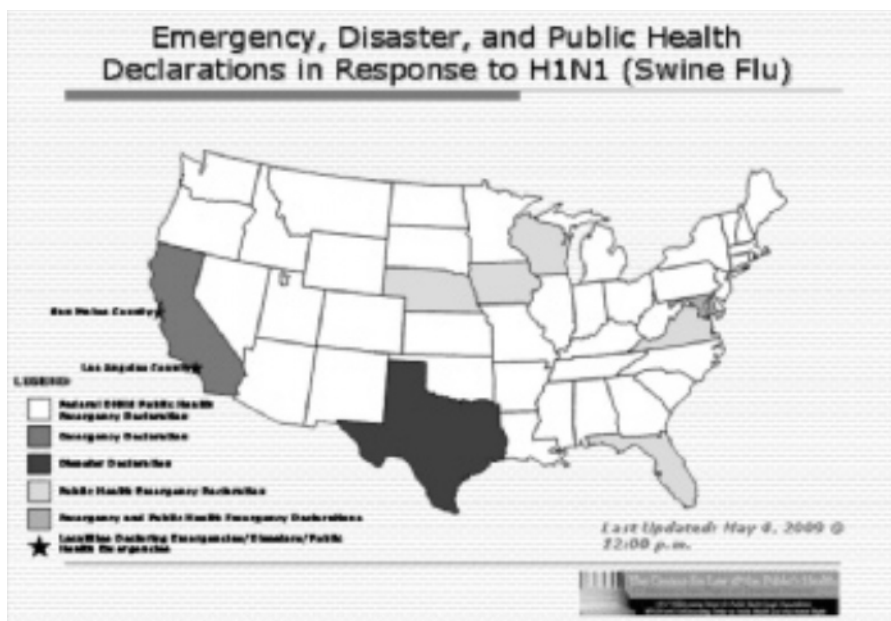 Emergency, Disaster, and Public Health
Declarations in Response to H1N1 (Swine Flu)
San Mateo County
Los Angeles County
LEGEND
Federal DHHS Public Health
Emergency Declaration
Emergency Declaration
Disaster Declaration
Public Health Emergency Declaration
Emergency and Public Health Emergency Declarations
Localities Declaring Emergencies/Disasters/Public
Health Emergencies
Last Updated: May 4, 2009 @
12:00 p.m.
The Center for Law & the Public's Health